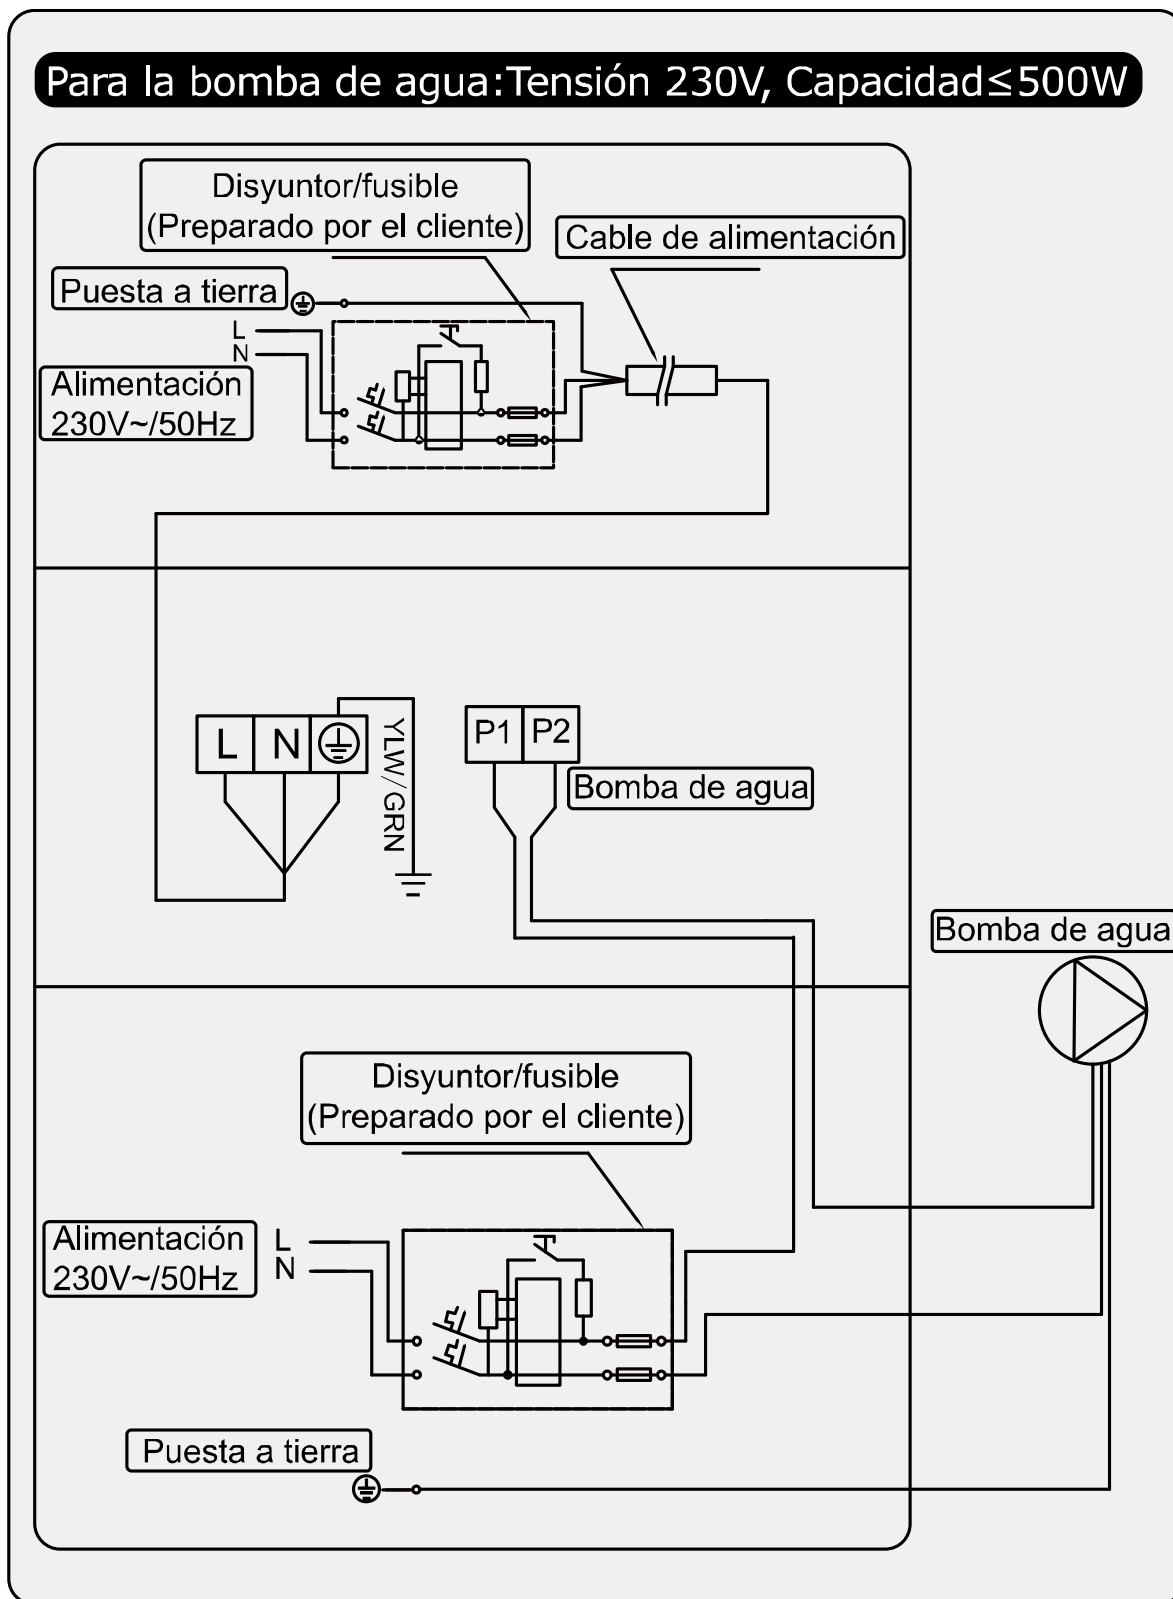 Para la bomba de agua:Tensión 230V, Capacidad≤500W
Disyuntor/fusible
(Preparado por el cliente)
Cable de alimentación
Puesta a tierra
L
N
Alimentación
230V~/50Hz
L N
YLW/GRN
P1 P2
Bomba de agua
Bomba de agua
Disyuntor/fusible
(Preparado por el cliente)
Alimentación
230V~/50Hz
L
N
Puesta a tierra